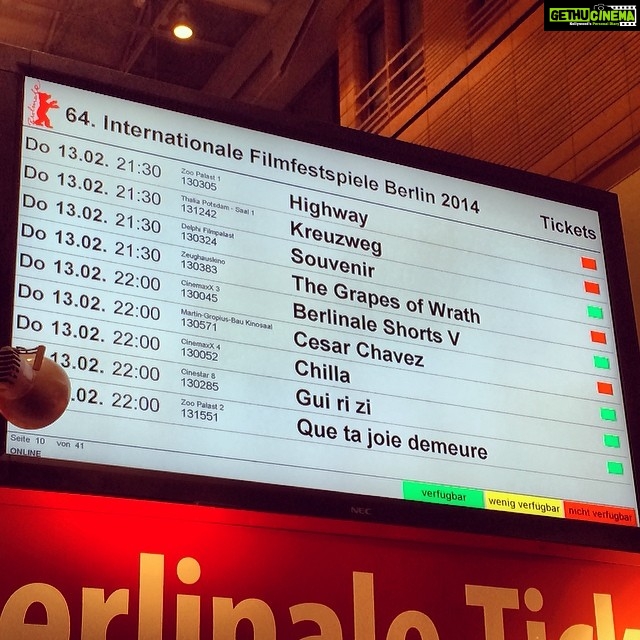 GETHUCINEMA
Kollywood's Personal Diary
64. Internationale Filmfestspiele Berlin 2014
Tickets
Do 13.02. 21:30 Zoo Palast 1 130305 Highway
Do 13.02. 21:30 Thalia Potsdam - Saal 1 131242 Kreuzweg
Do 13.02. 21:30 Delphi Filmpalast 130324 Souvenir
Do 13.02. 21:30 Zeughauskino 130383 The Grapes of Wrath
Do 13.02. 22:00 CinemaxX 3 130045 Berlinale Shorts V
Do 13.02. 22:00 Martin-Gropius-Bau Kinosaal 130571 Cesar Chavez
Do 13.02. 22:00 CinemaxX 4 130052 Chilla
13.02. 22:00 Cinestar 8 130285 Gui ri zi
.02. 22:00 Zoo Palast 2 131551 Que ta joie demeure
Seite 10 von 41
ONLINE
verfügbar wenig verfügbar nicht verfügbar
NEC
erlinale Tick